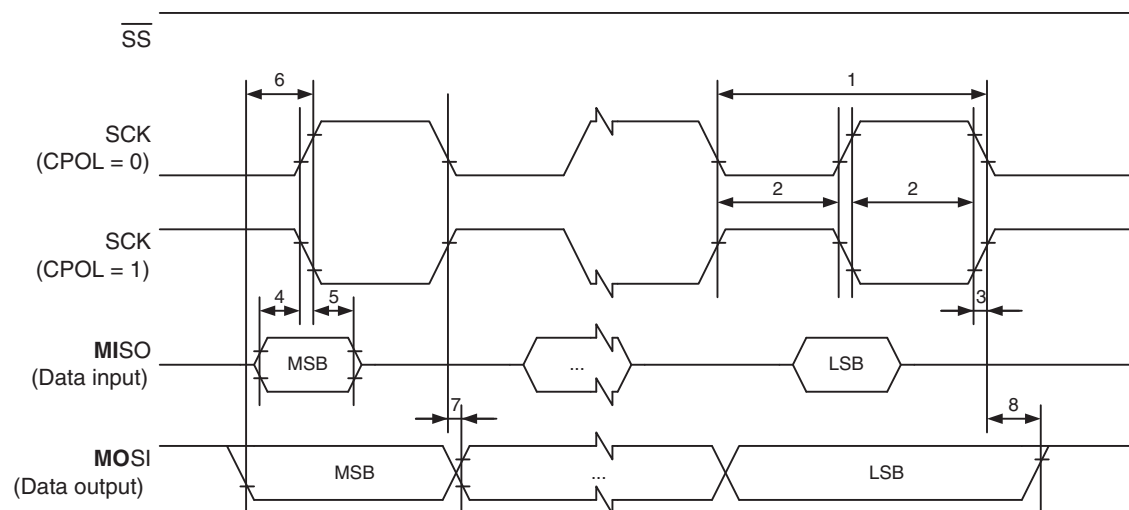 SS
6
1
SCK
(CPOL = 0)
2
2
SCK
(CPOL = 1)
4
5
3
MISO
(Data input)
MSB
...
LSB
7
8
MOSI
(Data output)
MSB
...
LSB